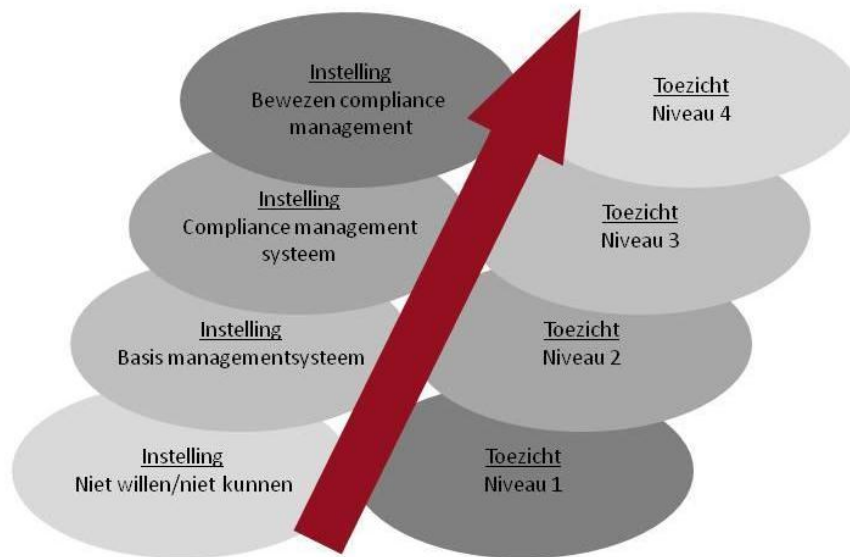 Instelling
Bewezen compliance
management
Toezicht
Niveau 4
Instelling
Compliance management
systeem
Toezicht
Niveau 3
Instelling
Basis managementsysteem
Toezicht
Niveau 2
Instelling
Niet willen/niet kunnen
Toezicht
Niveau 1